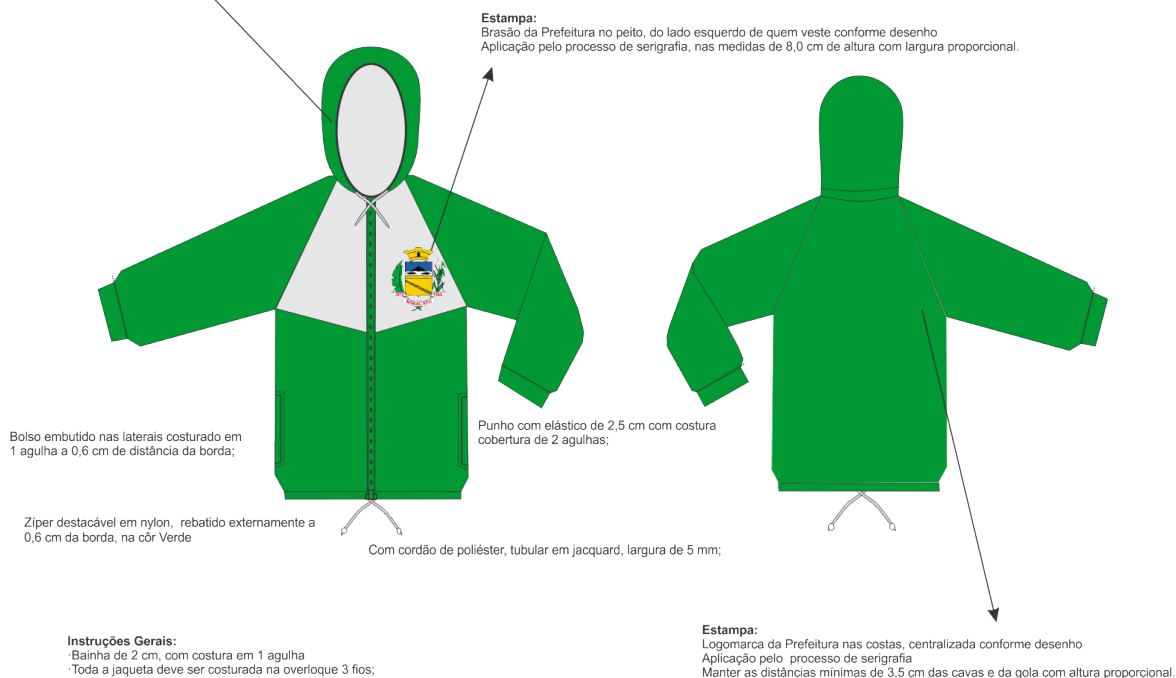 Estampa:
Brasão da Prefeitura no peito, do lado esquerdo de quem veste conforme desenho
Aplicação pelo processo de serigrafia, nas medidas de 8,0 cm de altura com largura proporcional.
Punho com elástico de 2,5 cm com costura
cobertura de 2 agulhas;
Bolso embutido nas laterais costurado em
1 agulha a 0,6 cm de distância da borda;
Zíper destacável em nylon, rebatido externamente a
0,6 cm da borda, na côr Verde
Com cordão de poliéster, tubular em jacquard, largura de 5 mm;
Instruções Gerais:
·Bainha de 2 cm, com costura em 1 agulha
·Toda a jaqueta deve ser costurada na overloque 3 fios;
Estampa:
Logomarca da Prefeitura nas costas, centralizada conforme desenho
Aplicação pelo processo de serigrafia
Manter as distâncias mínimas de 3,5 cm das cavas e da gola com altura proporcional.